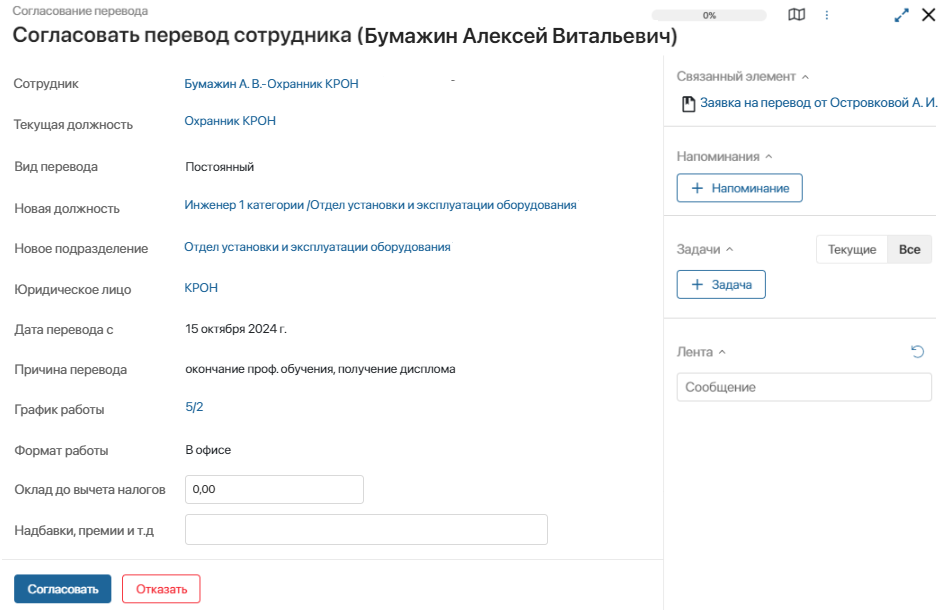 Согласование перевода
0%
Согласовать перевод сотрудника (Бумажин Алексей Витальевич)
Сотрудник
Бумажин А. В.- Охранник КРОН
-
Текущая должность
Охранник КРОН
Вид перевода
Постоянный
Новая должность
Инженер 1 категории /Отдел установки и эксплуатации оборудования
Новое подразделение
Отдел установки и эксплуатации оборудования
Юридическое лицо
КРОН
Дата перевода с
15 октября 2024 г.
Причина перевода
окончание проф. обучения, получение дисплома
График работы
5/2
Формат работы
В офисе
Оклад до вычета налогов
0,00
Надбавки, премии и т.д
Согласовать
Отказать
Связанный элемент
Заявка на перевод от Островковой А. И.
Напоминания
+ Напоминание
Задачи
Текущие
Все
+ Задача
Лента
Сообщение